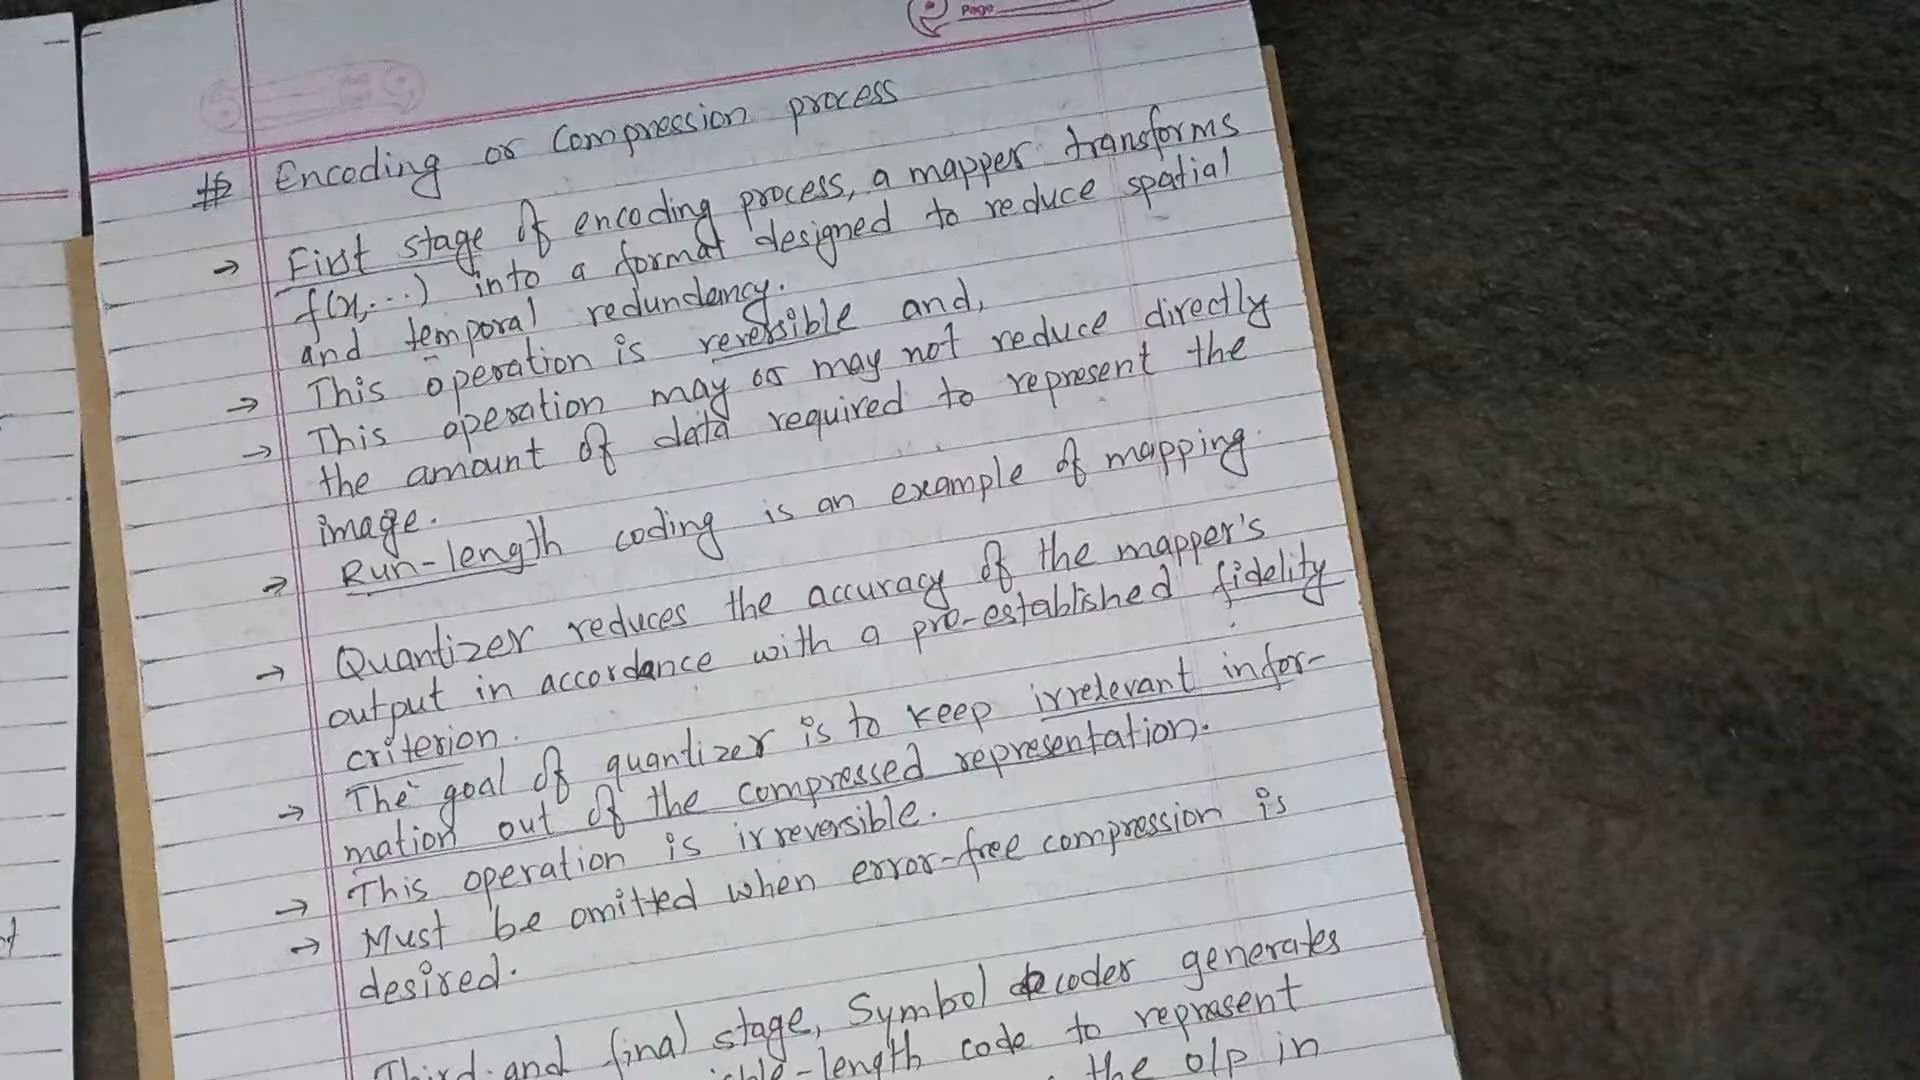 Page
# Encoding or Compression process
→ First stage of encoding process, a mapper transforms
f(x,...) into a format designed to reduce spatial
and temporal redundancy.
→ This operation is reversible and,
→ This operation may or may not reduce directly
the amount of data required to represent the
image.
→ Run-length coding is an example of mapping.
→ Quantizer reduces the accuracy of the mapper's
output in accordance with a pre-established fidelity
criterion.
→ The goal of quantizer is to keep irrelevant infor-
mation out of the compressed representation.
→ This operation is irreversible.
→ Must be omitted when error-free compression is
desired.
Third and final stage, Symbol coder generates
-length code to represent
the o/p in